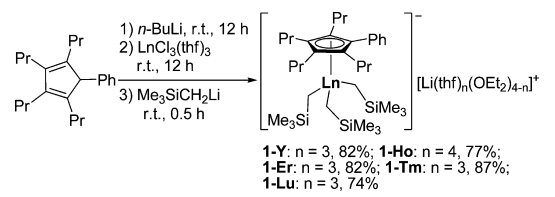 Pr
Pr
Pr
Pr
Ph
1) n-BuLi, r.t., 12 h
2) LnCl3(thf)3
r.t., 12 h
3) Me3SiCH2Li
r.t., 0.5 h
Pr
Pr
Ph
Pr
Pr
Ln
SiMe3
Me3Si
SiMe3
−
[Li(thf)n(OEt2)4-n]+
1-Y: n = 3, 82%; 1-Ho: n = 4, 77%;
1-Er: n = 3, 82%; 1-Tm: n = 3, 87%;
1-Lu: n = 3, 74%